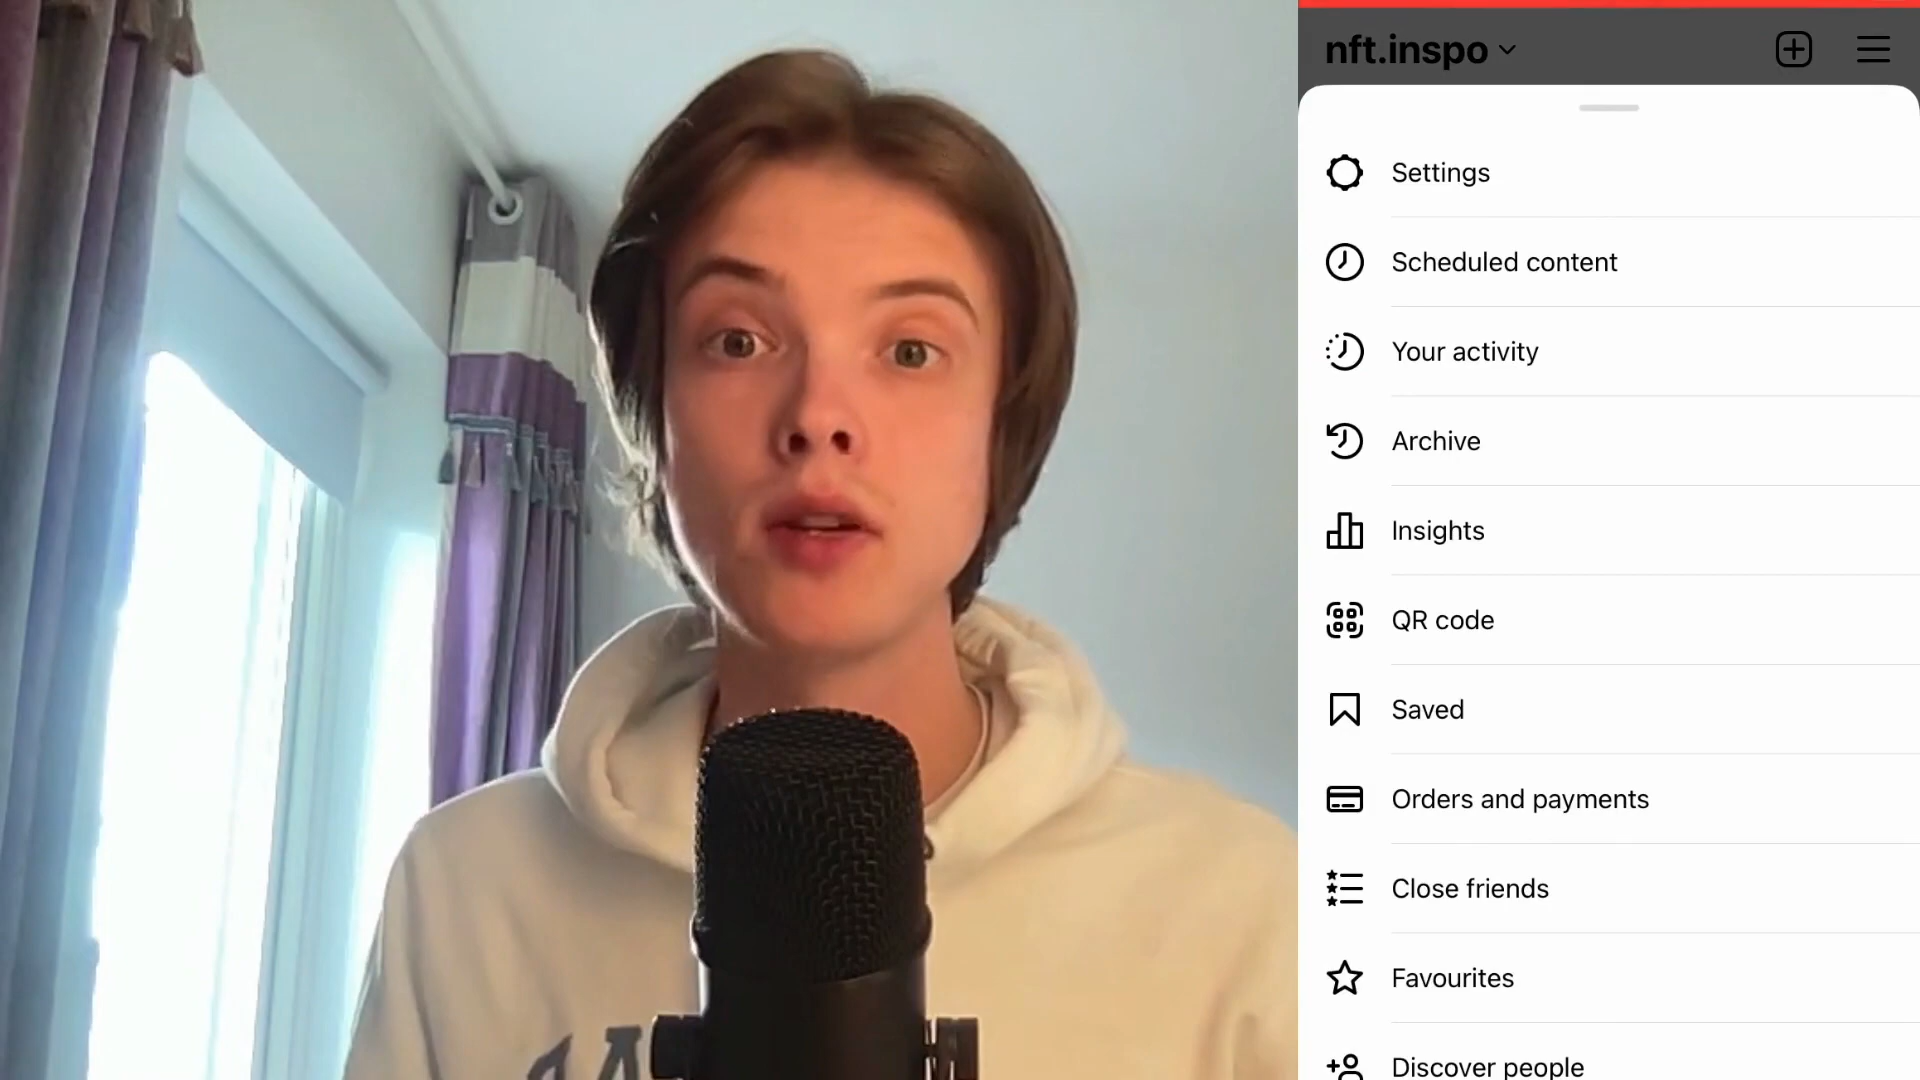 nft.inspo
Settings
Scheduled content
Your activity
Archive
Insights
QR code
Saved
Orders and payments
Close friends
Favourites
Discover people